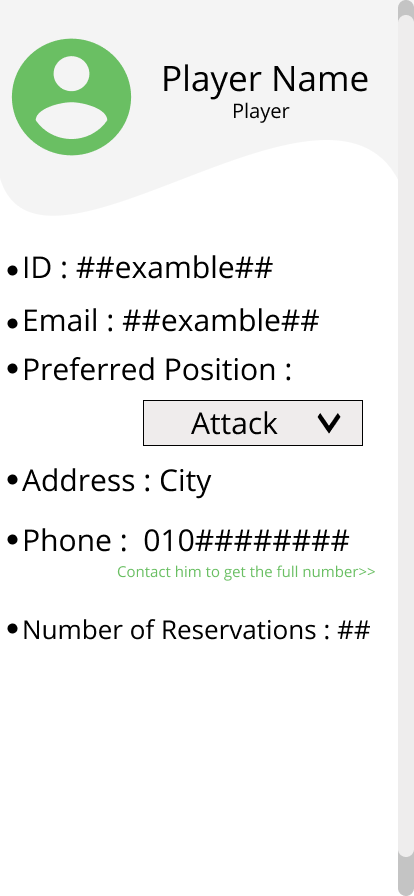 Player Name
Player
•ID : ##examble##
•Email : ##examble##
•Preferred Position :
Attack
•Address : City
•Phone :  010########
Contact him to get the full number>>
•Number of Reservations : ##